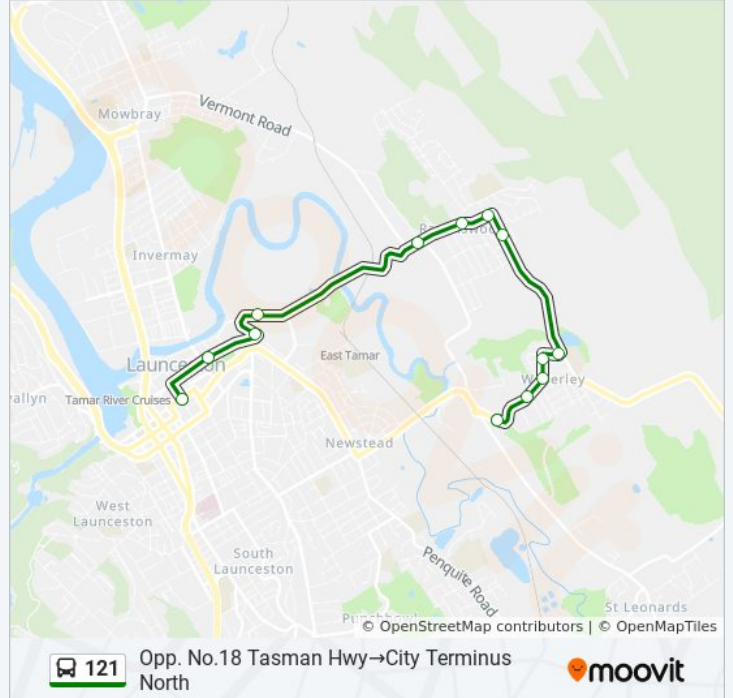 Mowbray
Vermont Road
Invermay
Launceston
East Tamar
Tamar River Cruises
Waverley
Newstead
West
Launceston
South
Launceston
Penquite Road
St Leonards
© OpenStreetMap contributors | © OpenMapTiles
121
Opp. No.18 Tasman Hwy→City Terminus
North
moovit